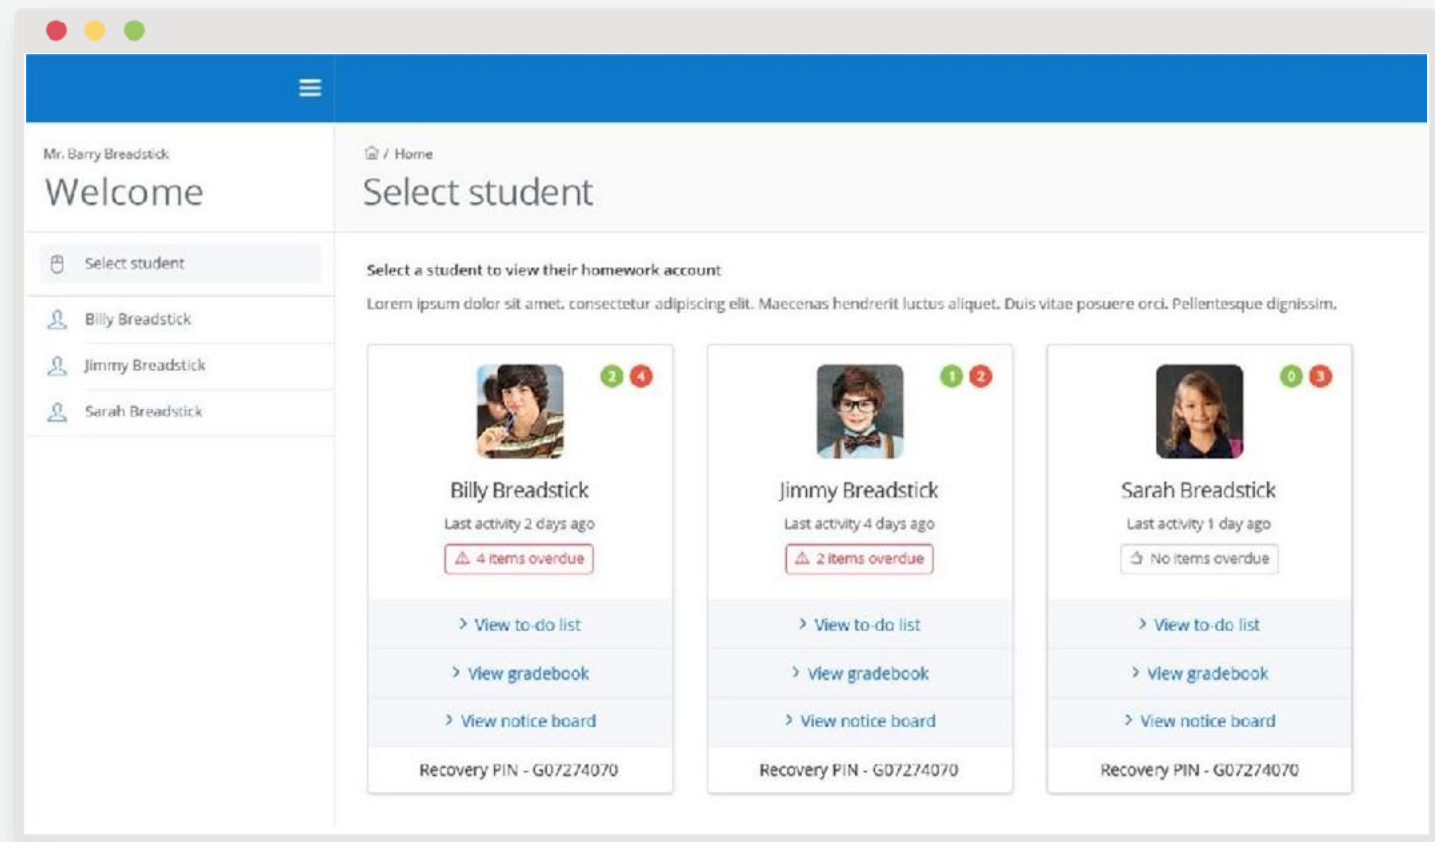 Mr. Barry Breadstick
Welcome
Select student
Billy Breadstick
Jimmy Breadstick
Sarah Breadstick
/ Home
Select student
Select a student to view their homework account
Lorem ipsum dolor sit amet, consectetur adipiscing elit. Maecenas hendrerit luctus aliquet. Duis vitae posuere orci. Pellentesque dignissim.
2 4
Billy Breadstick
Last activity 2 days ago
4 items overdue
View to-do list
View gradebook
View notice board
Recovery PIN - G07274070
1 2
Jimmy Breadstick
Last activity 4 days ago
2 items overdue
View to-do list
View gradebook
View notice board
Recovery PIN - G07274070
0 3
Sarah Breadstick
Last activity 1 day ago
No items overdue
View to-do list
View gradebook
View notice board
Recovery PIN - G07274070